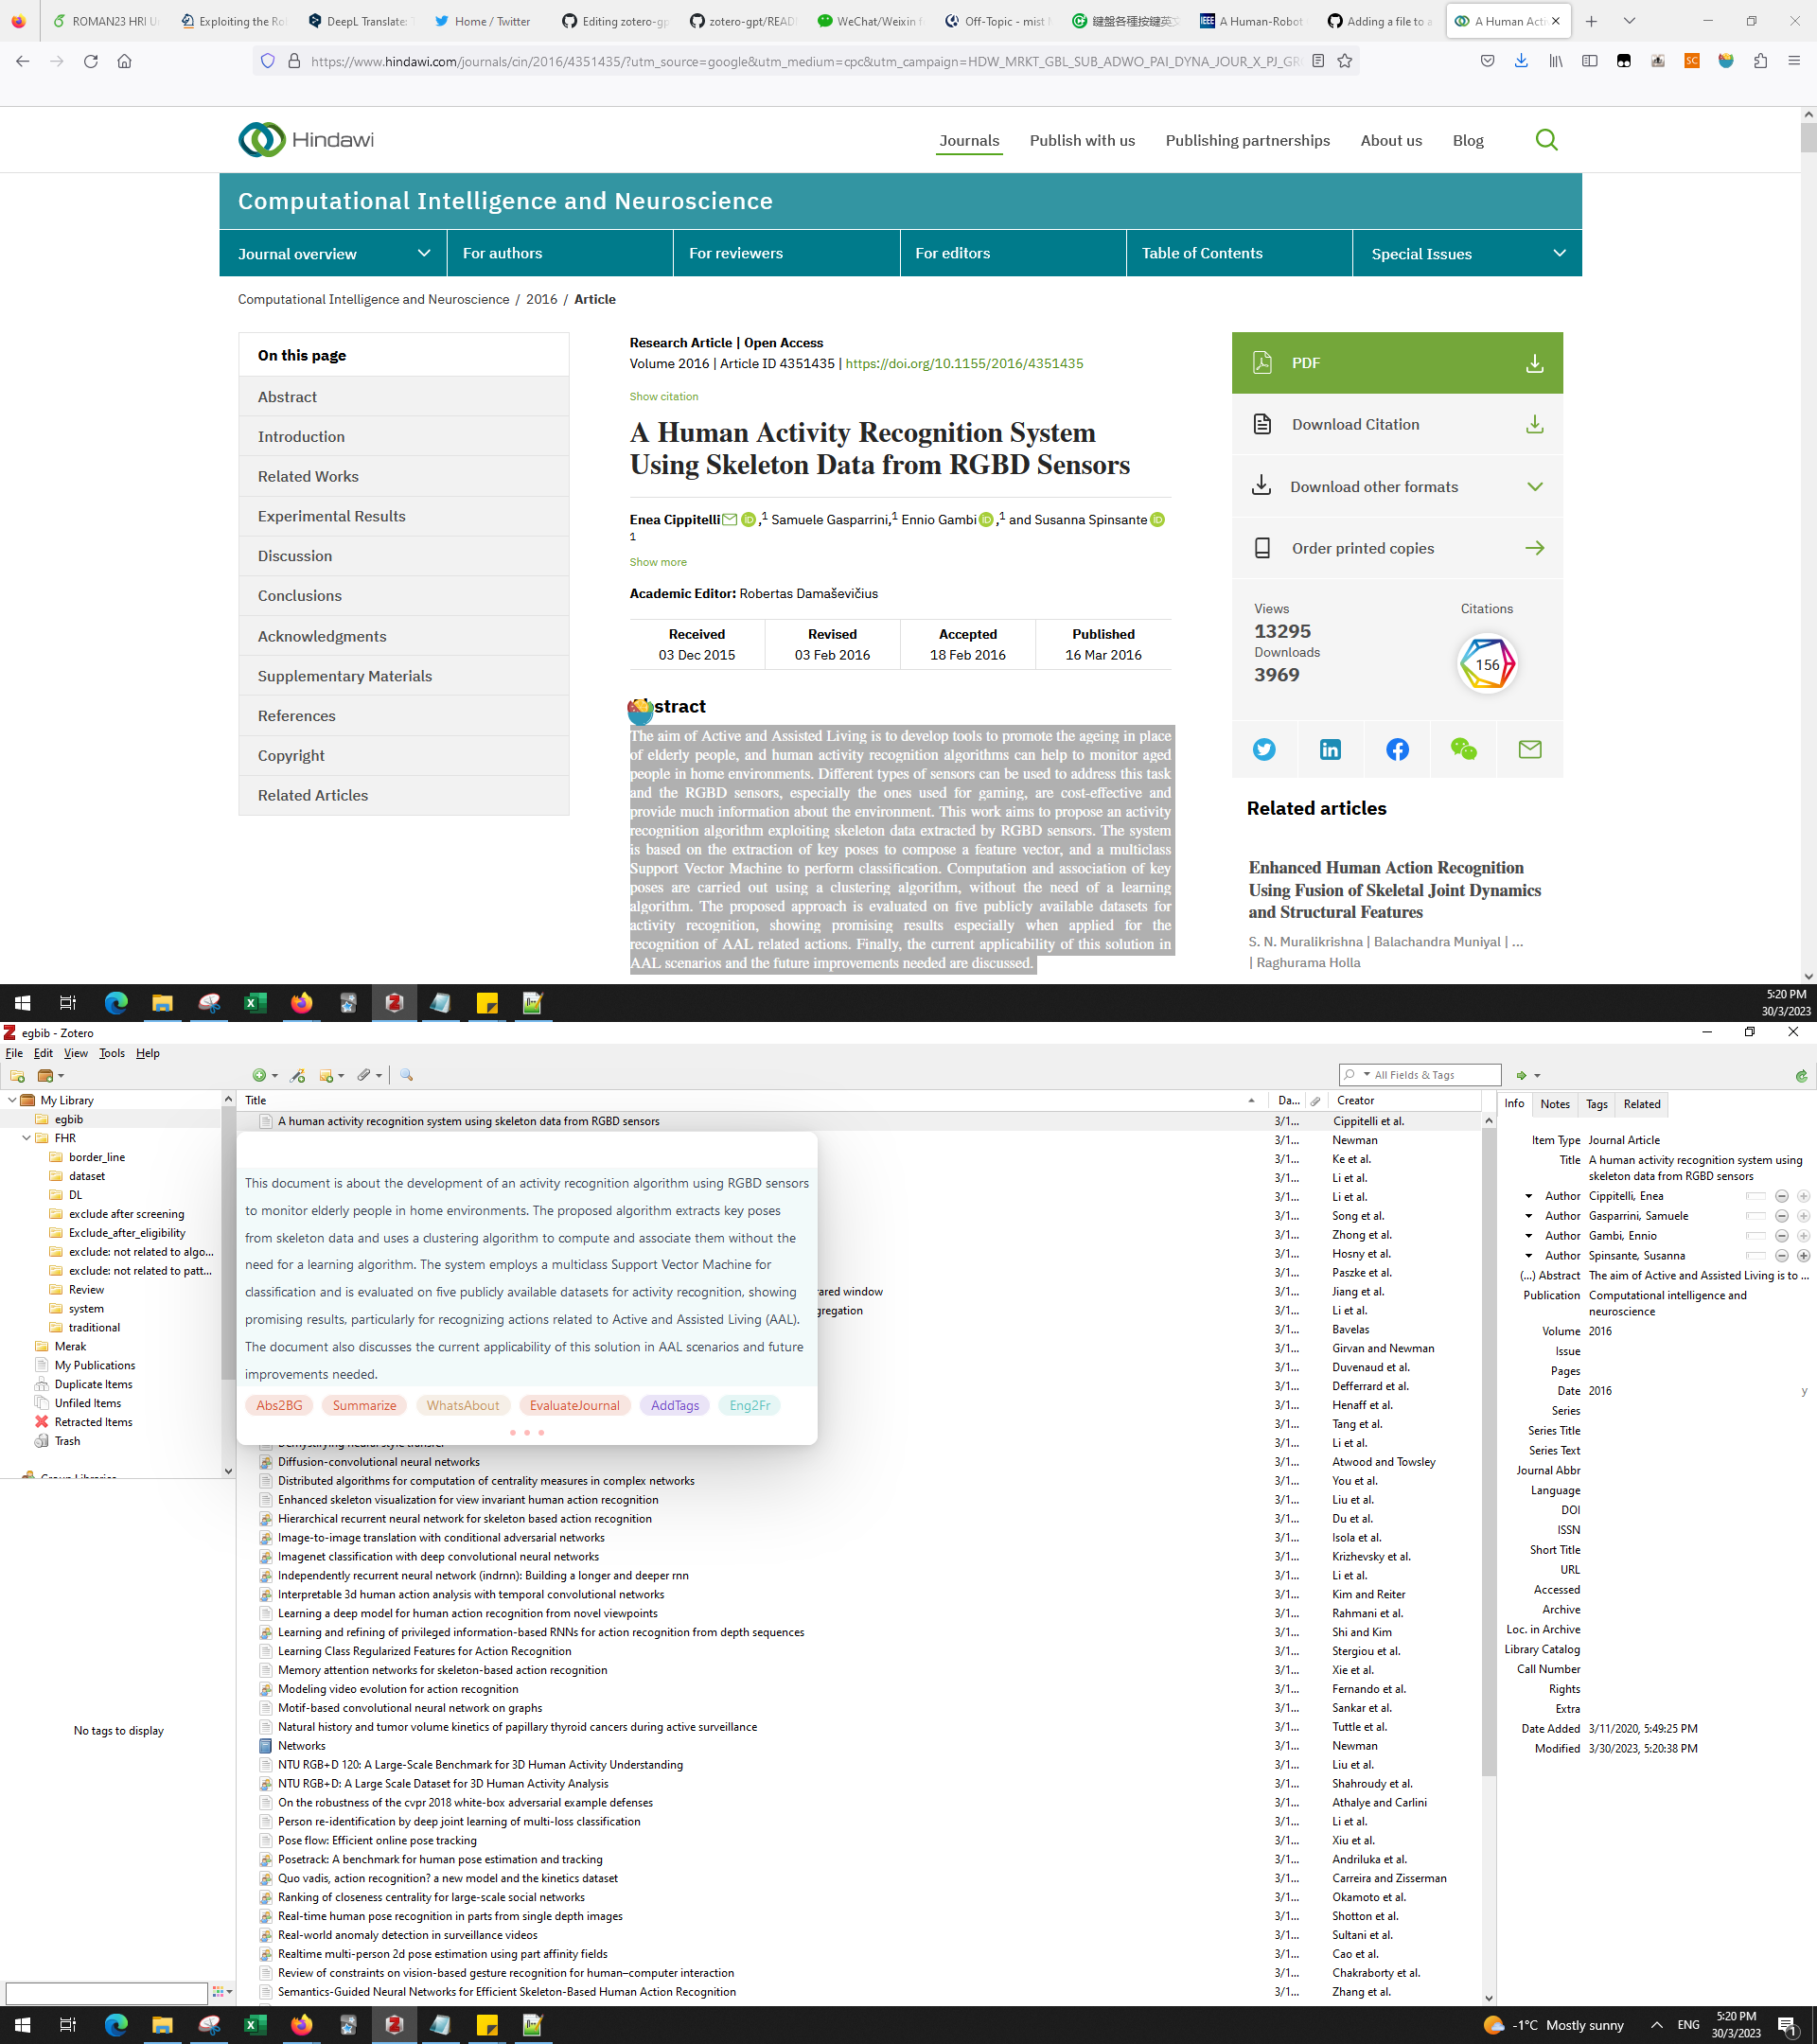 ROMAN23 HRI
Exploiting the Ro
DeepL Translate:
Home / Twitter
Editing zotero-gp
zotero-gpt/READ
WeChat/Weixin f
Off-Topic - mist
鍵盤各種按鍵英文
A Human-Robot
Adding a file to a
A Human Acti
https://www.hindawi.com/journals/cin/2016/4351435/?utm_source=google&utm_medium=cpc&utm_campaign=HDW_MRKT_GBL_SUB_ADWO_PAI_DYNA_JOUR_X_PJ_GR
Hindawi
Journals
Publish with us
Publishing partnerships
About us
Blog
Computational Intelligence and Neuroscience
Journal overview
For authors
For reviewers
For editors
Table of Contents
Special Issues
Computational Intelligence and Neuroscience / 2016 / Article
On this page
Abstract
Introduction
Related Works
Experimental Results
Discussion
Conclusions
Acknowledgments
Supplementary Materials
References
Copyright
Related Articles
Research Article | Open Access
Volume 2016 | Article ID 4351435 | https://doi.org/10.1155/2016/4351435
Show citation
A Human Activity Recognition System
Using Skeleton Data from RGBD Sensors
Enea Cippitelli ,1 Samuele Gasparrini,1 Ennio Gambi ,1 and Susanna Spinsante
1
Show more
Academic Editor: Robertas Damaševičius
Received
03 Dec 2015
Revised
03 Feb 2016
Accepted
18 Feb 2016
Published
16 Mar 2016
stract
The aim of Active and Assisted Living is to develop tools to promote the ageing in place
of elderly people, and human activity recognition algorithms can help to monitor aged
people in home environments. Different types of sensors can be used to address this task
and the RGBD sensors, especially the ones used for gaming, are cost-effective and
provide much information about the environment. This work aims to propose an activity
recognition algorithm exploiting skeleton data extracted by RGBD sensors. The system
is based on the extraction of key poses to compose a feature vector, and a multiclass
Support Vector Machine to perform classification. Computation and association of key
poses are carried out using a clustering algorithm, without the need of a learning
algorithm. The proposed approach is evaluated on five publicly available datasets for
activity recognition, showing promising results especially when applied for the
recognition of AAL related actions. Finally, the current applicability of this solution in
AAL scenarios and the future improvements needed are discussed.
PDF
Download Citation
Download other formats
Order printed copies
Views
13295
Downloads
3969
Citations
156
Related articles
Enhanced Human Action Recognition
Using Fusion of Skeletal Joint Dynamics
and Structural Features
S. N. Muralikrishna | Balachandra Muniyal | ...
| Raghurama Holla
5:20 PM
30/3/2023
egbib - Zotero
File Edit View Tools Help
All Fields & Tags
My Library
egbib
FHR
border_line
dataset
DL
exclude after screening
Exclude_after_eligibility
exclude: not related to algo...
exclude: not related to patt...
Review
system
traditional
Merak
My Publications
Duplicate Items
Unfiled Items
Retracted Items
Trash
Group Libraries
No tags to display
Title Da... Creator
A human activity recognition system using skeleton data from RGBD sensors 3/1... Cippitelli et al.
3/1... Newman
3/1... Ke et al.
3/1... Li et al.
3/1... Li et al.
3/1... Song et al.
3/1... Zhong et al.
3/1... Hosny et al.
3/1... Paszke et al.
rared window 3/1... Jiang et al.
gregation 3/1... Li et al.
3/1... Bavelas
3/1... Girvan and Newman
3/1... Duvenaud et al.
3/1... Defferrard et al.
3/1... Henaff et al.
3/1... Tang et al.
This document is about the development of an activity recognition algorithm using RGBD sensors
to monitor elderly people in home environments. The proposed algorithm extracts key poses
from skeleton data and uses a clustering algorithm to compute and associate them without the
need for a learning algorithm. The system employs a multiclass Support Vector Machine for
classification and is evaluated on five publicly available datasets for activity recognition, showing
promising results, particularly for recognizing actions related to Active and Assisted Living (AAL).
The document also discusses the current applicability of this solution in AAL scenarios and future
improvements needed.
Abs2BG Summarize WhatsAbout EvaluateJournal AddTags Eng2Fr
Demystifying neural style transfer 3/1... Li et al.
Diffusion-convolutional neural networks 3/1... Atwood and Towsley
Distributed algorithms for computation of centrality measures in complex networks 3/1... You et al.
Enhanced skeleton visualization for view invariant human action recognition 3/1... Liu et al.
Hierarchical recurrent neural network for skeleton based action recognition 3/1... Du et al.
Image-to-image translation with conditional adversarial networks 3/1... Isola et al.
Imagenet classification with deep convolutional neural networks 3/1... Krizhevsky et al.
Independently recurrent neural network (indrnn): Building a longer and deeper rnn 3/1... Li et al.
Interpretable 3d human action analysis with temporal convolutional networks 3/1... Kim and Reiter
Learning a deep model for human action recognition from novel viewpoints 3/1... Rahmani et al.
Learning and refining of privileged information-based RNNs for action recognition from depth sequences 3/1... Shi and Kim
Learning Class Regularized Features for Action Recognition 3/1... Stergiou et al.
Memory attention networks for skeleton-based action recognition 3/1... Xie et al.
Modeling video evolution for action recognition 3/1... Fernando et al.
Motif-based convolutional neural network on graphs 3/1... Sankar et al.
Natural history and tumor volume kinetics of papillary thyroid cancers during active surveillance 3/1... Tuttle et al.
Networks 3/1... Newman
NTU RGB+D 120: A Large-Scale Benchmark for 3D Human Activity Understanding 3/1... Liu et al.
NTU RGB+D: A Large Scale Dataset for 3D Human Activity Analysis 3/1... Shahroudy et al.
On the robustness of the cvpr 2018 white-box adversarial example defenses 3/1... Athalye and Carlini
Person re-identification by deep joint learning of multi-loss classification 3/1... Li et al.
Pose flow: Efficient online pose tracking 3/1... Xiu et al.
Posetrack: A benchmark for human pose estimation and tracking 3/1... Andriluka et al.
Quo vadis, action recognition? a new model and the kinetics dataset 3/1... Carreira and Zisserman
Ranking of closeness centrality for large-scale social networks 3/1... Okamoto et al.
Real-time human pose recognition in parts from single depth images 3/1... Shotton et al.
Real-world anomaly detection in surveillance videos 3/1... Sultani et al.
Realtime multi-person 2d pose estimation using part affinity fields 3/1... Cao et al.
Review of constraints on vision-based gesture recognition for human–computer interaction 3/1... Chakraborty et al.
Semantics-Guided Neural Networks for Efficient Skeleton-Based Human Action Recognition 3/1... Zhang et al.
Info Notes Tags Related
Item Type Journal Article
Title A human activity recognition system using
skeleton data from RGBD sensors
Author Cippitelli, Enea
Author Gasparrini, Samuele
Author Gambi, Ennio
Author Spinsante, Susanna
(...) Abstract The aim of Active and Assisted Living is to ...
Publication Computational intelligence and
neuroscience
Volume 2016
Issue
Pages
Date 2016 y
Series
Series Title
Series Text
Journal Abbr
Language
DOI
ISSN
Short Title
URL
Accessed
Archive
Loc. in Archive
Library Catalog
Call Number
Rights
Extra
Date Added 3/11/2020, 5:49:25 PM
Modified 3/30/2023, 5:20:38 PM
-1°C Mostly sunny
ENG
5:20 PM
30/3/2023
1